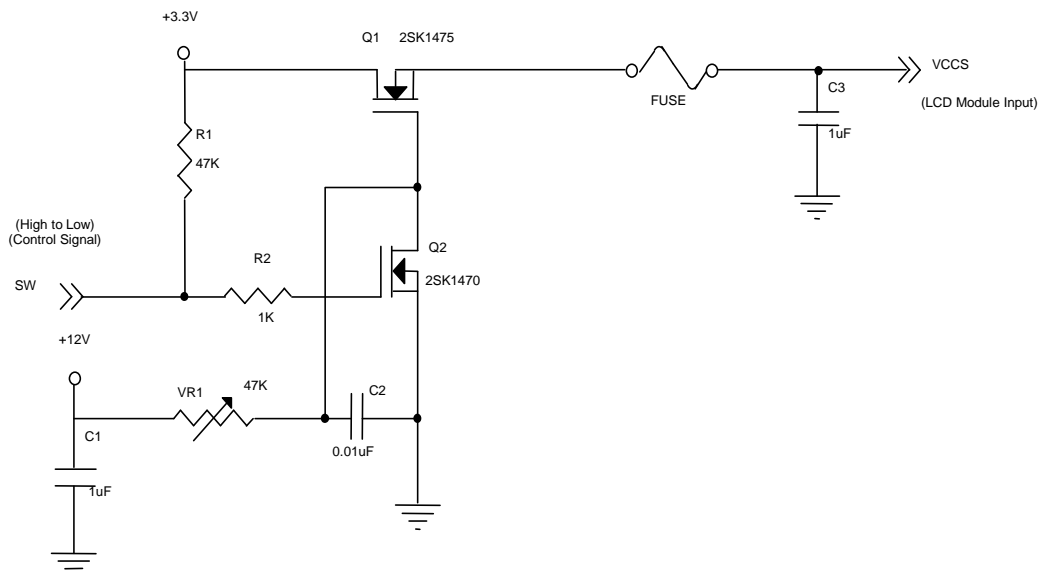 +3.3V
Q1 2SK1475
VCCS
FUSE
C3
(LCD Module Input)
R1
1uF
47K
(High to Low)
(Control Signal)
Q2
R2
2SK1470
SW
1K
+12V
VR1
47K
C2
C1
0.01uF
1uF